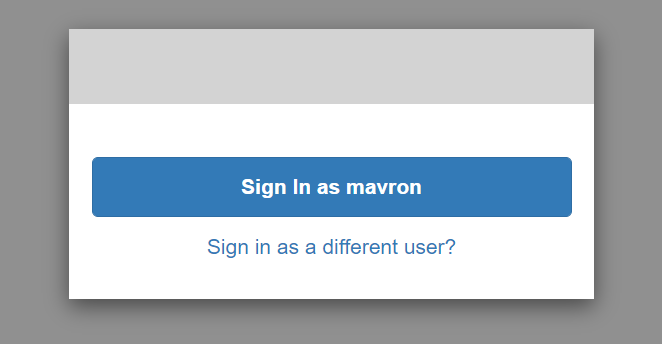 Sign In as mavron
Sign in as a different user?